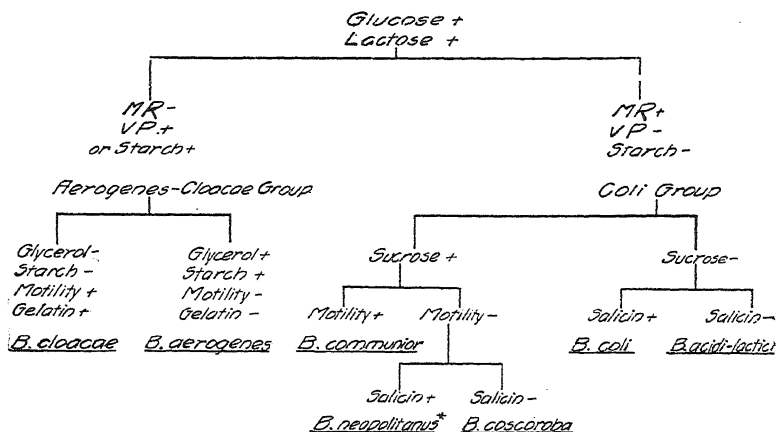 Glucose +
Lactose +
MR-
VP.+
or Starch+
MR+
VP-
Starch-
Aerogenes-Cloacae Group
Coli Group
Glycerol-
Starch -
Motility +
Gelatin +
B. cloacae
Glycerol+
Starch +
Motility-
Gelatin -
B. aerogenes
Sucrose +
Sucrose-
Motility+
B. communior
Motility-
Salicin+
B. coli
Salicin-
B. acidi-lactici
Salicin+
B. neopolitanus*
Salicin-
B. coscoroba